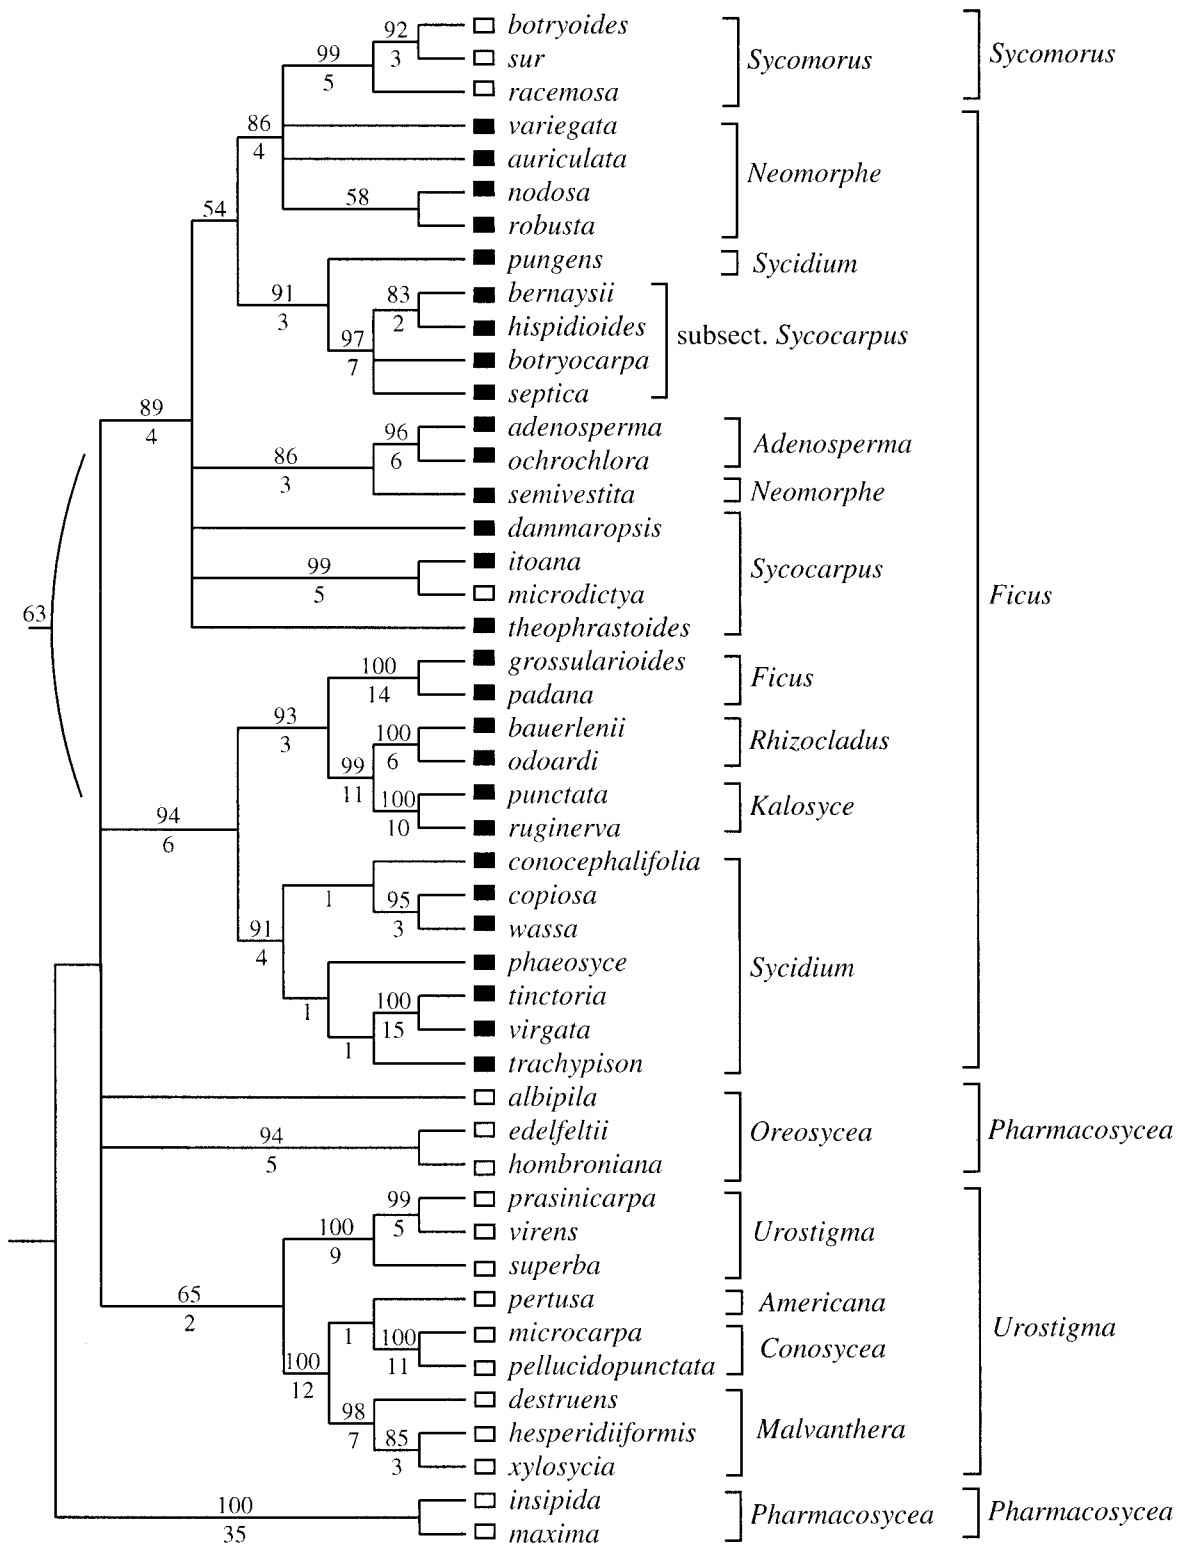 botryoides
92
3
sur
99
5
racemosa
Sycomorus
Sycomorus
86
4
variegata
auriculata
nodosa
58
robusta
Neomorphe
54
pungens
Sycidium
91
3
bernaysii
83
2
hispidioides
97
7
botryocarpa
septica
subsect. Sycocarpus
89
4
adenosperma
96
6
ochrochlora
Adenosperma
86
3
semivestita
Neomorphe
dammaropsis
itoana
99
5
microdictya
theophrastoides
Sycocarpus
Ficus
63
grossularioides
100
14
padana
Ficus
93
3
bauerlenii
100
6
odoardi
Rhizocladus
99
11
punctata
100
10
ruginerva
Kalosyce
94
6
conocephalifolia
1
copiosa
95
3
wassa
91
4
phaeosyce
1
tinctoria
100
15
virgata
1
trachypison
Sycidium
albipila
edelfeltii
94
5
hombroniana
Oreosycea
Pharmacosycea
prasinicarpa
99
5
virens
100
9
superba
Urostigma
65
2
pertusa
Americana
1
microcarpa
100
11
pellucidopunctata
Conosycea
100
12
destruens
98
7
hesperidiiformis
85
3
xylosycia
Malvanthera
Urostigma
insipida
100
35
maxima
Pharmacosycea
Pharmacosycea